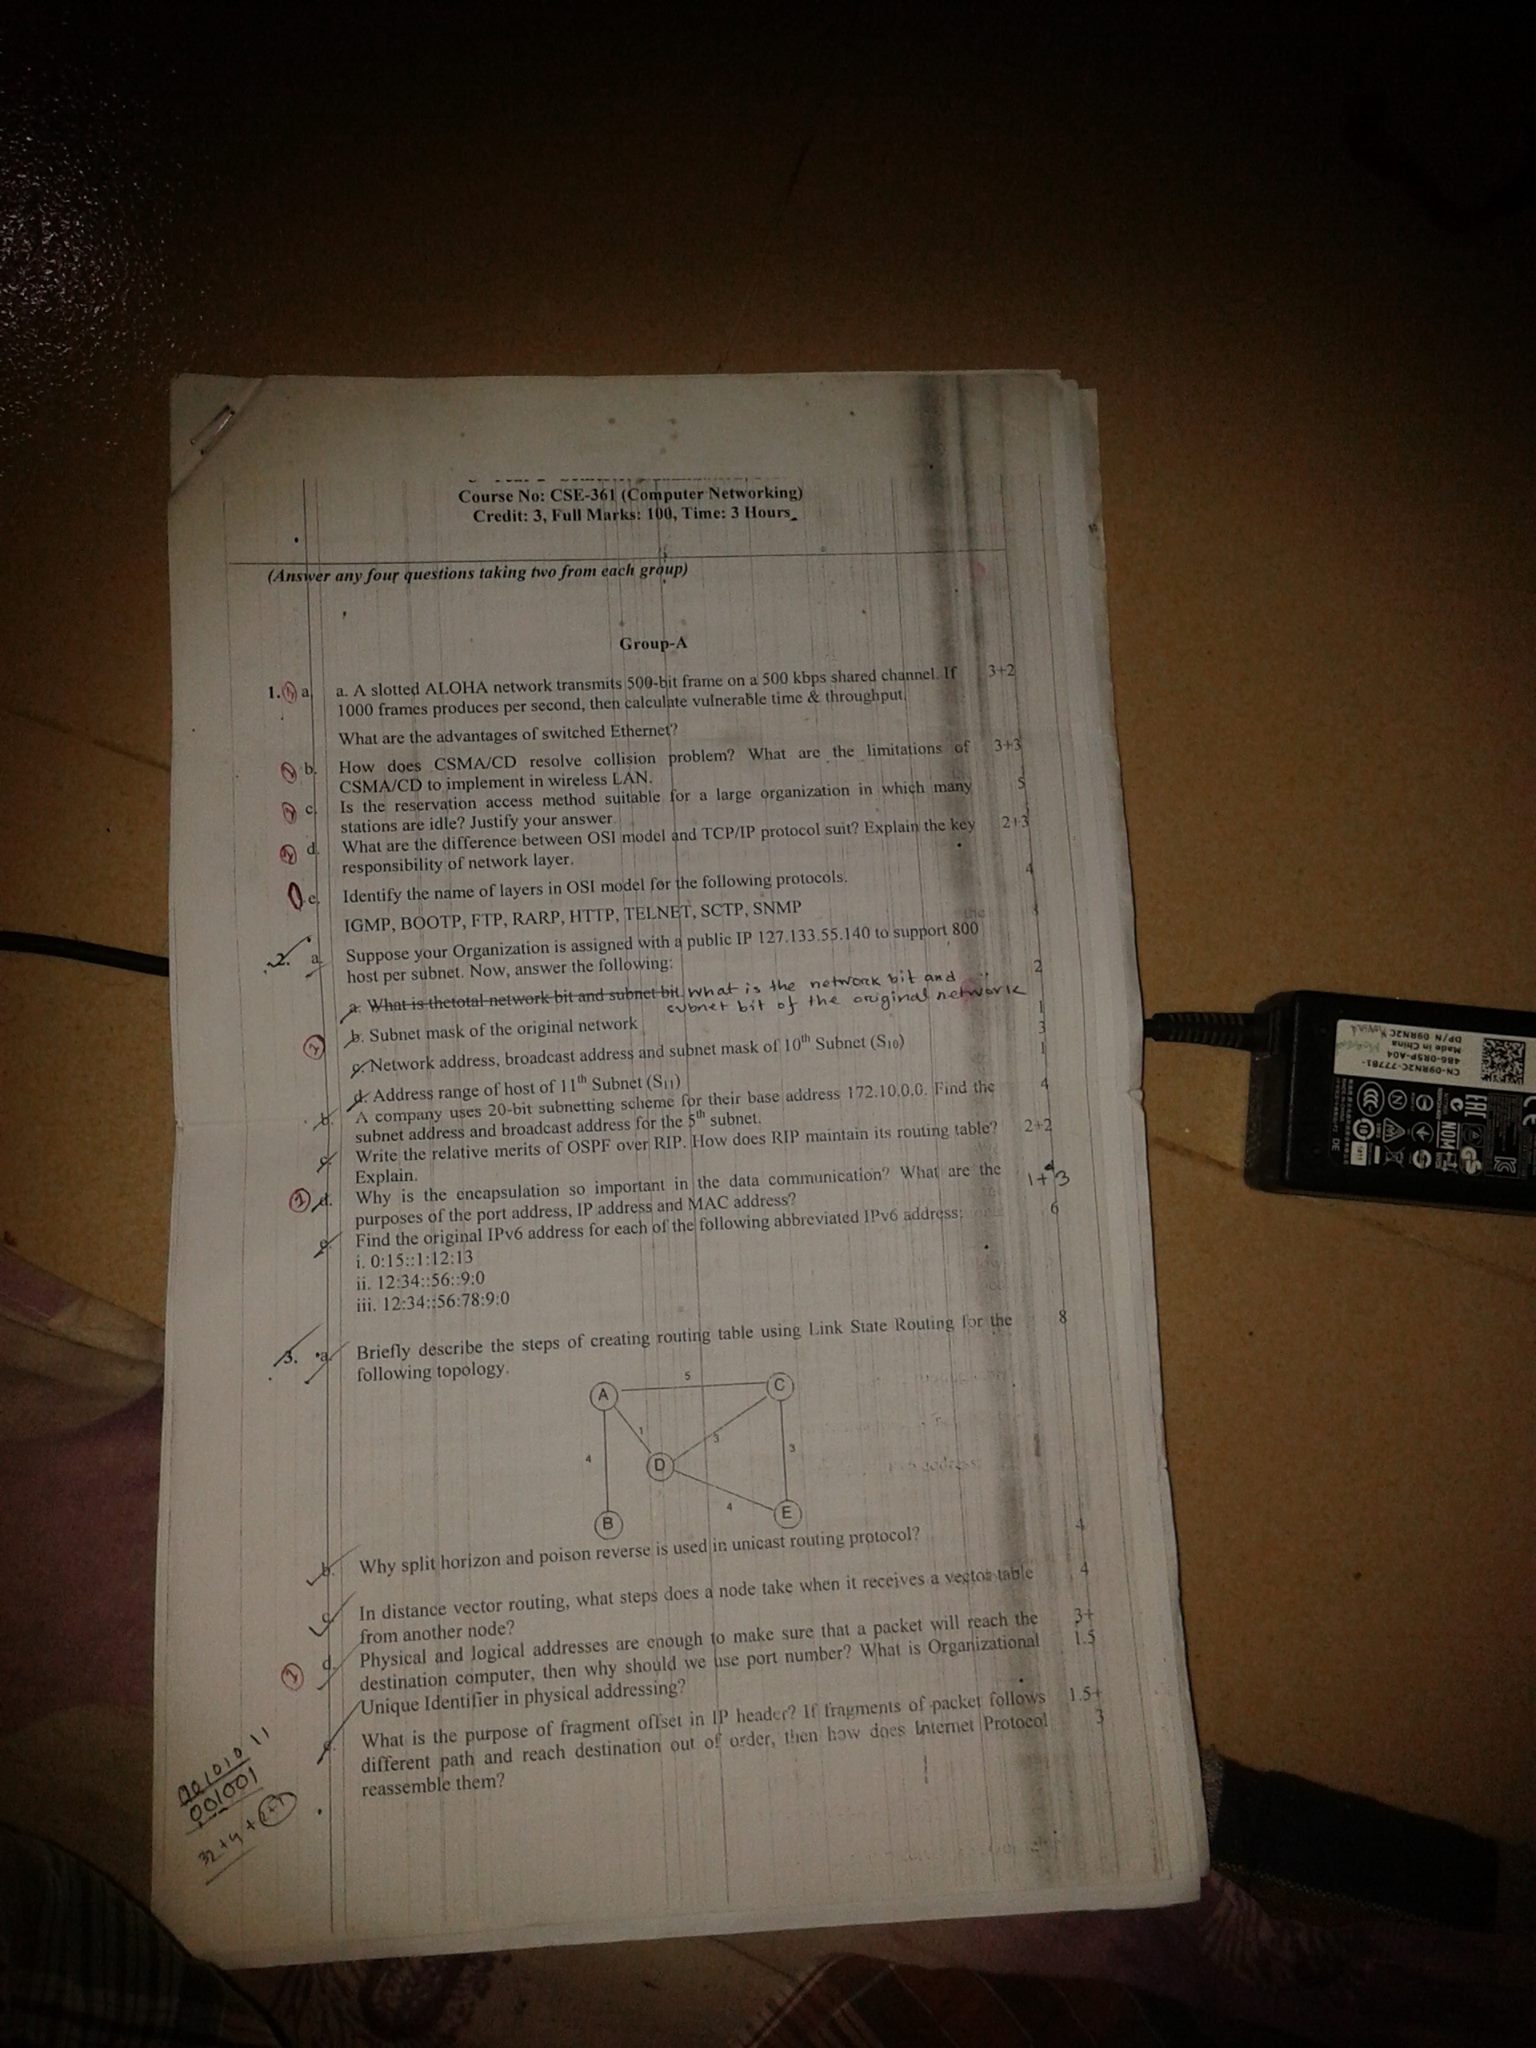 Course No: CSE-361 (Computer Networking)
Credit: 3, Full Marks: 100, Time: 3 Hours
(Answer any four questions taking two from each group)
Group-A
1. a. a. A slotted ALOHA network transmits 500-bit frame on a 500 kbps shared channel. If 3+2
1000 frames produces per second, then calculate vulnerable time & throughput.
What are the advantages of switched Ethernet?
b. How does CSMA/CD resolve collision problem? What are the limitations of 3+3
CSMA/CD to implement in wireless LAN.
c. Is the reservation access method suitable for a large organization in which many 5
stations are idle? Justify your answer.
d. What are the difference between OSI model and TCP/IP protocol suit? Explain the key 2+3
responsibility of network layer.
e. Identify the name of layers in OSI model for the following protocols. 4
IGMP, BOOTP, FTP, RARP, HTTP, TELNET, SCTP, SNMP
2. a. Suppose your Organization is assigned with a public IP 127.133.55.140 to support 800
host per subnet. Now, answer the following:
a. What is thetotal network bit and subnet bit. What is the network bit and 2
subnet bit of the original network
b. Subnet mask of the original network 1
c. Network address, broadcast address and subnet mask of 10th Subnet (S10) 3
d. Address range of host of 11th Subnet (S11) 1
b. A company uses 20-bit subnetting scheme for their base address 172.10.0.0. Find the 4
subnet address and broadcast address for the 5th subnet.
c. Write the relative merits of OSPF over RIP. How does RIP maintain its routing table? 2+2
Explain.
d. Why is the encapsulation so important in the data communication? What are the 1+3
purposes of the port address, IP address and MAC address?
e. Find the original IPv6 address for each of the following abbreviated IPv6 address: 6
i. 0:15::1:12:13
ii. 12:34::56::9:0
iii. 12:34::56:78:9:0
3. a. Briefly describe the steps of creating routing table using Link State Routing for the 8
following topology.
A 5 C
4 1 3 3
D
4
B E
b. Why split horizon and poison reverse is used in unicast routing protocol? 4
c. In distance vector routing, what steps does a node take when it receives a vector table 4
from another node?
d. Physical and logical addresses are enough to make sure that a packet will reach the 3+
destination computer, then why should we use port number? What is Organizational 1.5
Unique Identifier in physical addressing?
e. What is the purpose of fragment offset in IP header? If fragments of packet follows 1.5+
different path and reach destination out of order, then how does Internet Protocol 3
reassemble them?
001001
CN-09RN2C-7778I-
486-0R5P-A04
Made in China
DP/N 09RN2C